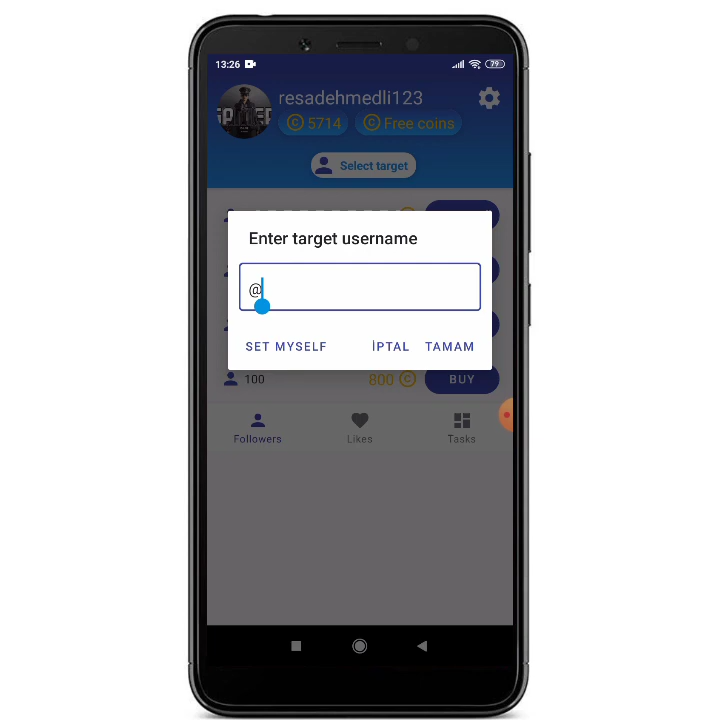 13:26 79
resadehmedli123
5714 Free coins
Select target
Enter target username
@
SET MYSELF İPTAL TAMAM
100 800 BUY
Followers Likes Tasks